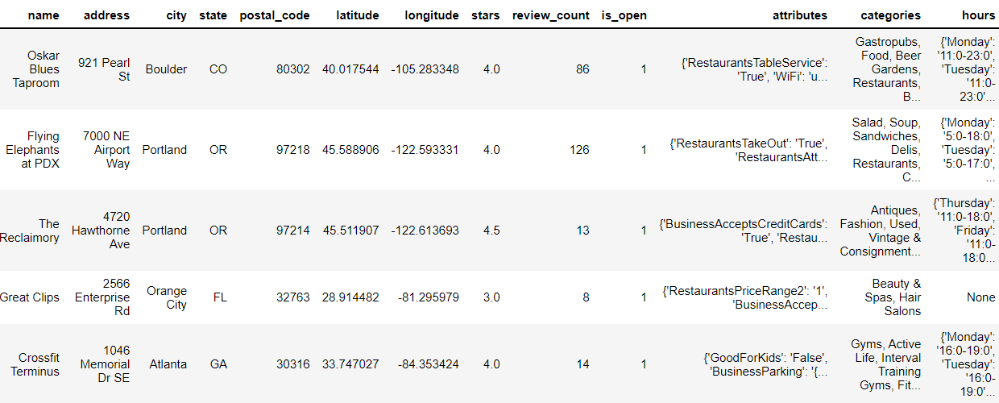 name address city state postal_code latitude longitude stars review_count is_open attributes categories hours
Oskar Blues Taproom 921 Pearl St Boulder CO 80302 40.017544 -105.283348 4.0 86 1 {'RestaurantsTableService': 'True', 'WiFi': 'u... Gastropubs, Food, Beer Gardens, Restaurants, B... {'Monday': '11:0-23:0', 'Tuesday': '11:0-23:0'...
Flying Elephants at PDX 7000 NE Airport Way Portland OR 97218 45.588906 -122.593331 4.0 126 1 {'RestaurantsTakeOut': 'True', 'RestaurantsAtt... Salad, Soup, Sandwiches, Delis, Restaurants, C... {'Monday': '5:0-18:0', 'Tuesday': '5:0-17:0', ...
The Reclaimory 4720 Hawthorne Ave Portland OR 97214 45.511907 -122.613693 4.5 13 1 {'BusinessAcceptsCreditCards': 'True', 'Restau... Antiques, Fashion, Used, Vintage & Consignment... {'Thursday': '11:0-18:0', 'Friday': '11:0-18:0...
Great Clips 2566 Enterprise Rd Orange City FL 32763 28.914482 -81.295979 3.0 8 1 {'RestaurantsPriceRange2': '1', 'BusinessAccep... Beauty & Spas, Hair Salons None
Crossfit Terminus 1046 Memorial Dr SE Atlanta GA 30316 33.747027 -84.353424 4.0 14 1 {'GoodForKids': 'False', 'BusinessParking': '{... Gyms, Active Life, Interval Training Gyms, Fit... {'Monday': '16:0-19:0', 'Tuesday': '16:0-19:0'...